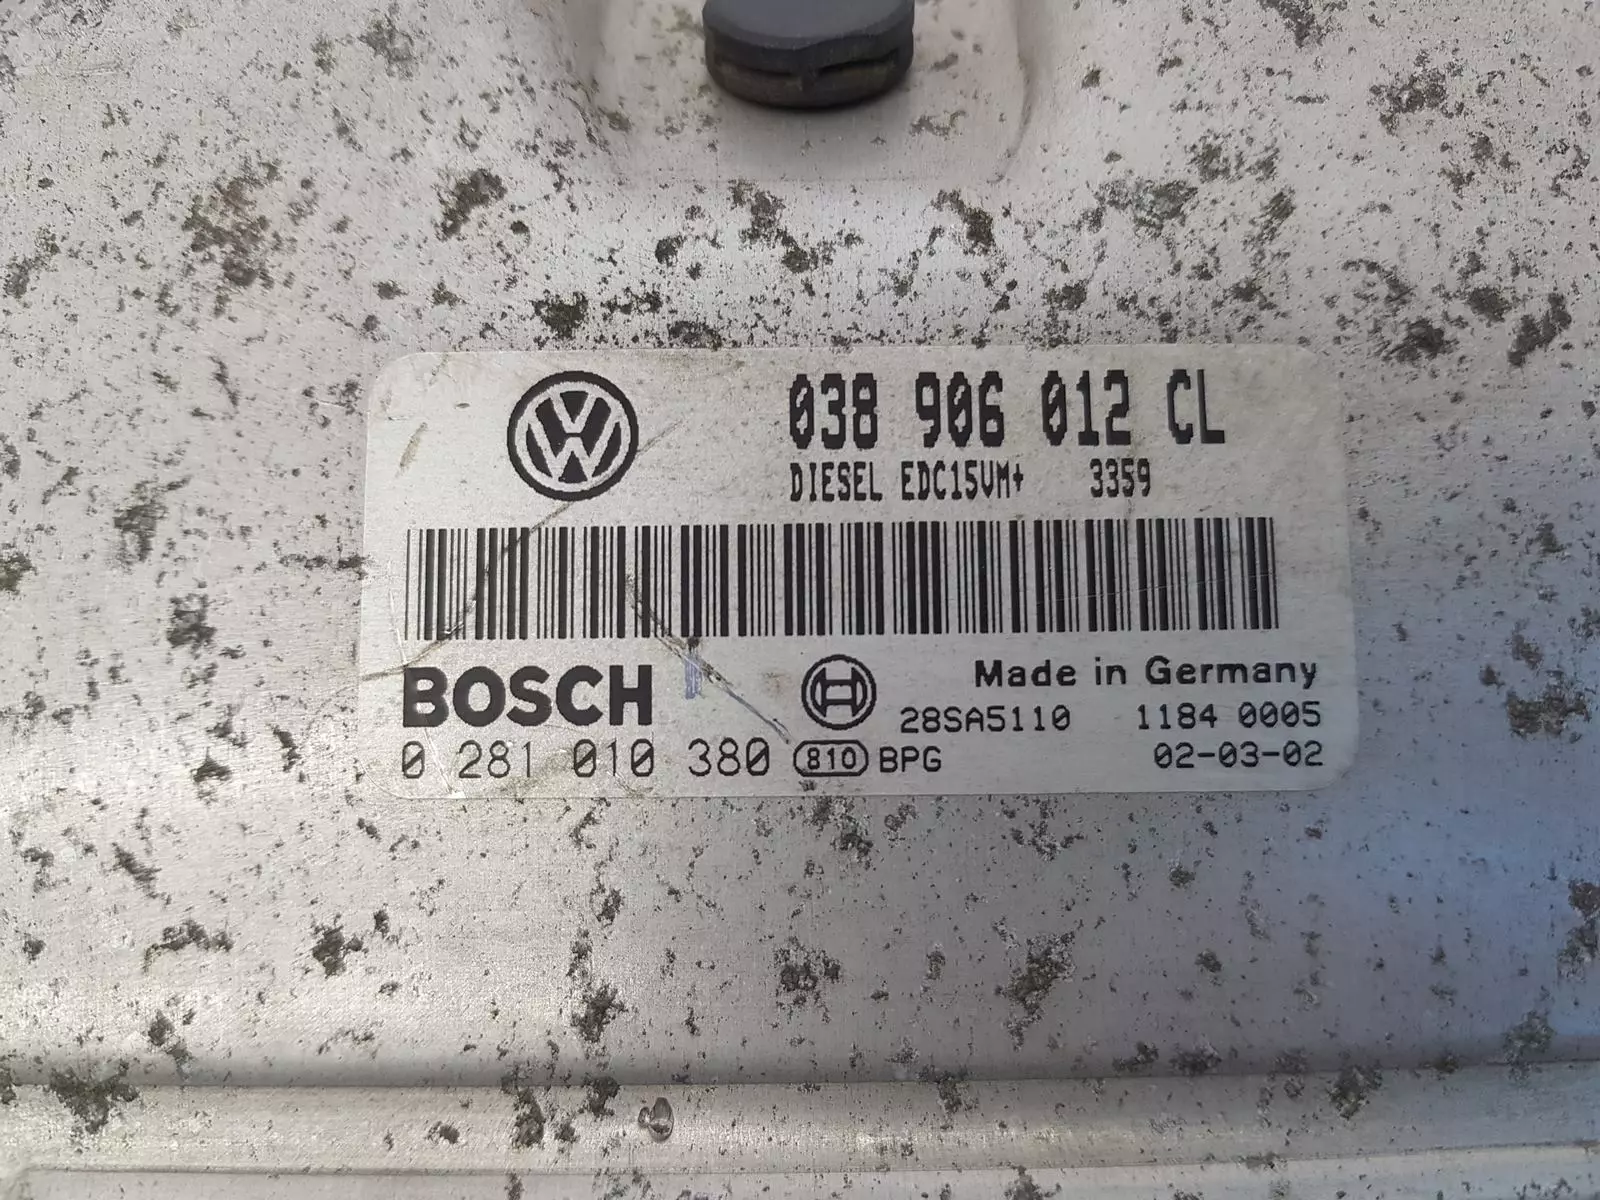 038 906 012 CL
DIESEL EDC15VM+ 3359
BOSCH
Made in Germany
28SA5110 1184 0005
0 281 010 380 810 BPG 02-03-02